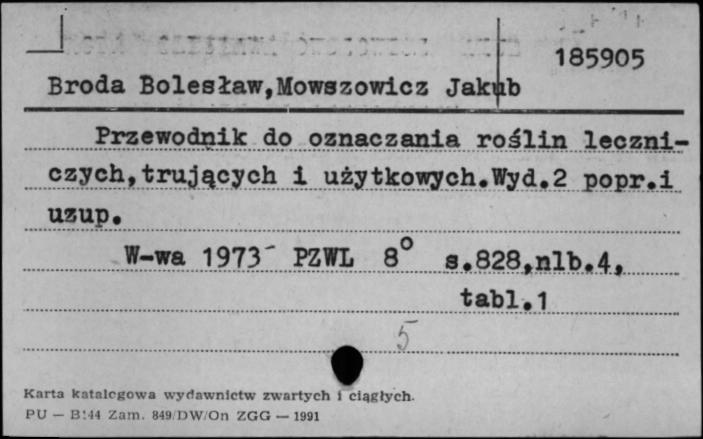 185905
Broda Bolesław,Mowszowicz Jakub
Przewodnik do oznaczania roślin leczni-
czych,trujących i użytkowych.Wyd.2 popr.i
uzup.
W-wa 1973 PZWL 8° s.828,nlb.4,
tabl.1
5
Karta katalogowa wydawnictw zwartych i ciągłych.
PU — B144 Zam. 849/DW/On ZGG — 1991